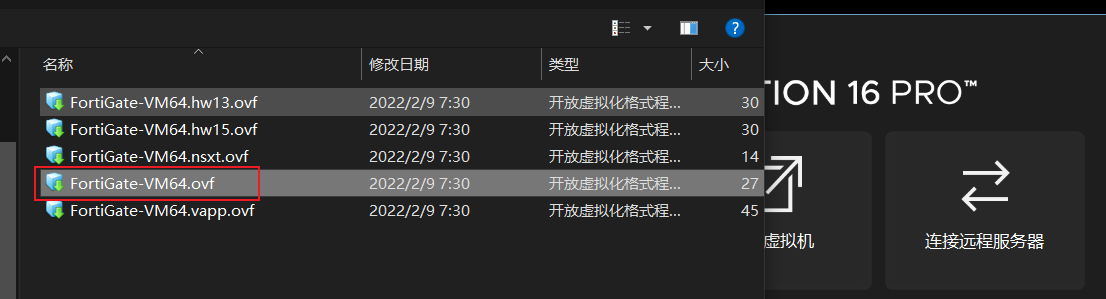 名称 修改日期 类型 大小
FortiGate-VM64.hw13.ovf 2022/2/9 7:30 开放虚拟化格式程... 30
FortiGate-VM64.hw15.ovf 2022/2/9 7:30 开放虚拟化格式程... 30
FortiGate-VM64.nsxt.ovf 2022/2/9 7:30 开放虚拟化格式程... 14
FortiGate-VM64.ovf 2022/2/9 7:30 开放虚拟化格式程... 27
FortiGate-VM64.vapp.ovf 2022/2/9 7:30 开放虚拟化格式程... 45
TION 16 PRO™
虚拟机
连接远程服务器